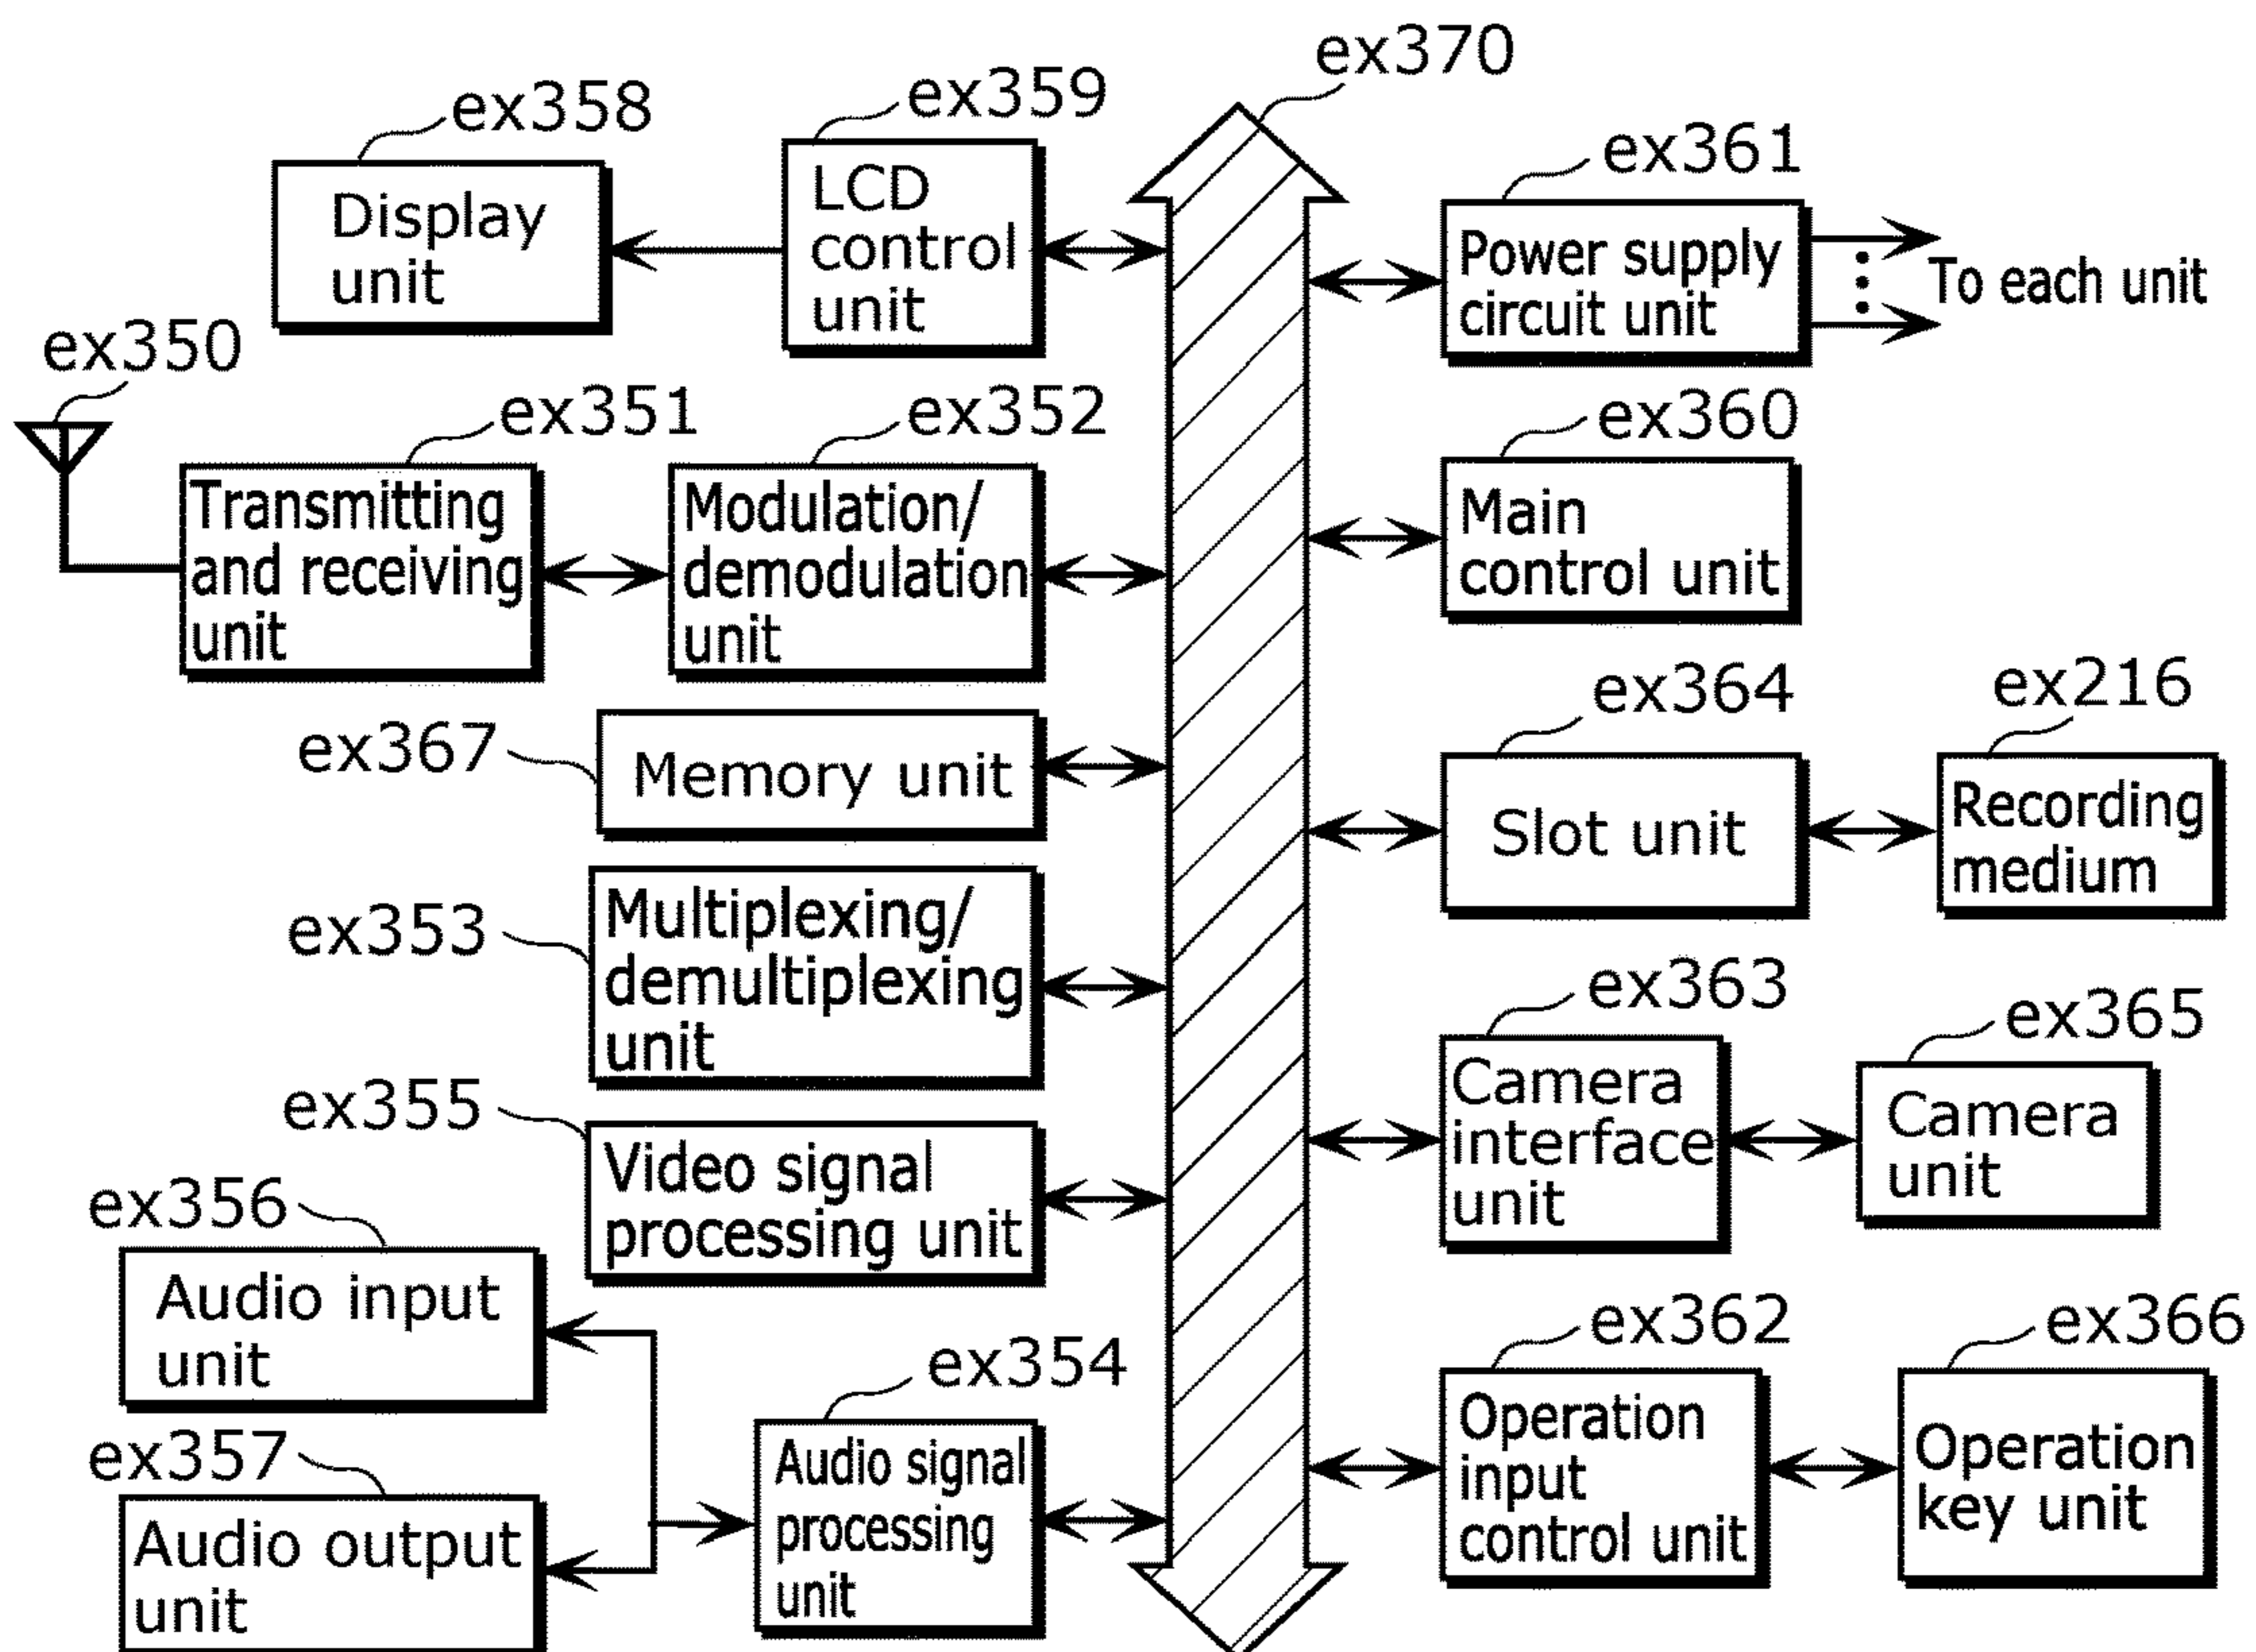 ex370
ex358
ex359
Display
unit
LCD
control
unit
ex361
Power supply
circuit unit
To each unit
ex350
ex351
ex352
Transmitting
and receiving
unit
Modulation/
demodulation
unit
ex360
Main
control unit
ex367
Memory unit
ex364
ex216
Slot unit
Recording
medium
ex353
Multiplexing/
demultiplexing
unit
ex363
ex365
Camera
interface
unit
Camera
unit
ex355
Video signal
processing unit
ex356
Audio input
unit
ex357
Audio output
unit
ex354
Audio signal
processing
unit
ex362
ex366
Operation
input
control unit
Operation
key unit